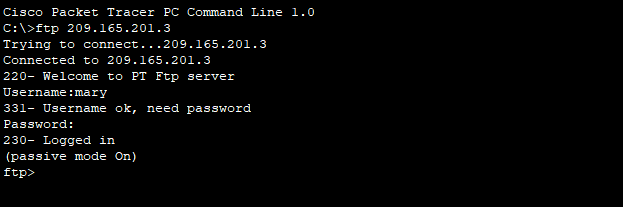 Cisco Packet Tracer PC Command Line 1.0
C:\>ftp 209.165.201.3
Trying to connect...209.165.201.3
Connected to 209.165.201.3
220- Welcome to PT Ftp server
Username:mary
331- Username ok, need password
Password:
230- Logged in
(passive mode On)
ftp>